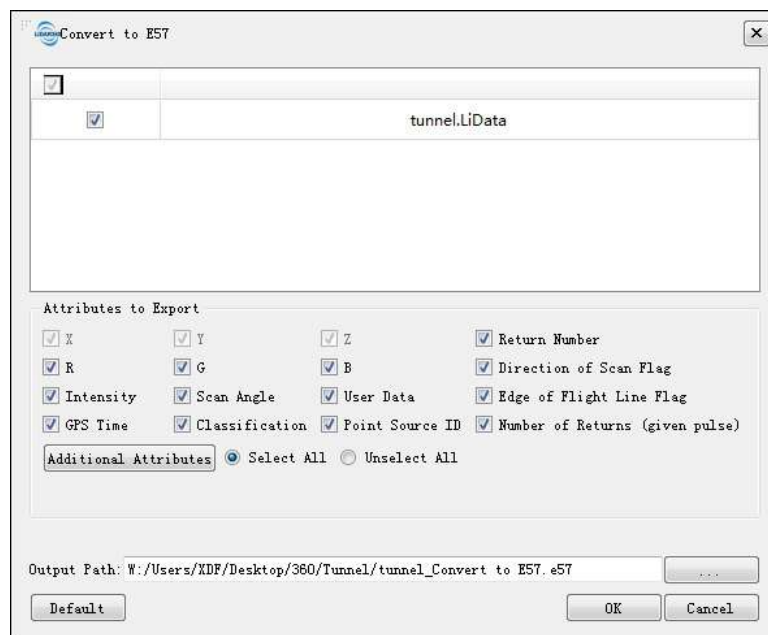 Convert to E57
tunnel.LiData
Attributes to Export
X Y Z Return Number
R G B Direction of Scan Flag
Intensity Scan Angle User Data Edge of Flight Line Flag
GPS Time Classification Point Source ID Number of Returns (given pulse)
Additional Attributes Select All Unselect All
Output Path: W:/Users/XDF/Desktop/360/Tunnel/tunnel_Convert to E57.e57 ...
Default OK Cancel